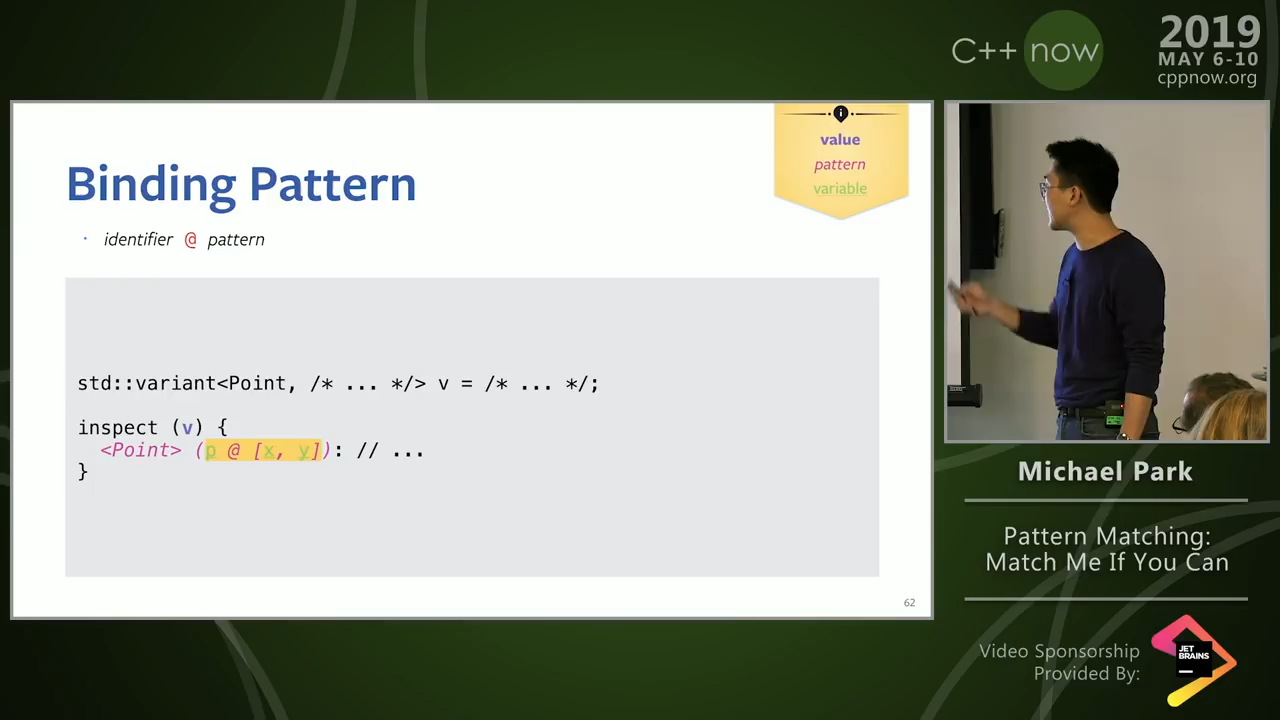 C++ now
2019
MAY 6-10
cppnow.org
i
value
pattern
variable
Binding Pattern
· identifier @ pattern
std::variant<Point, /* ... */> v = /* ... */;
inspect (v) {
<Point> (p @ [x, y]): // ...
}
62
Michael Park
Pattern Matching:
Match Me If You Can
Video Sponsorship
Provided By:
JET
BRAINS